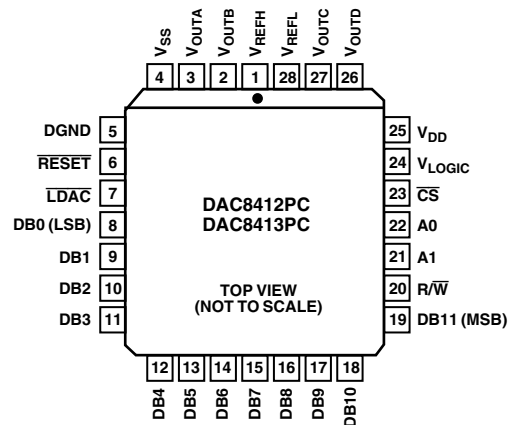 VSS
VOUTA
VOUTB
VREFH
VREFL
VOUTC
VOUTD
4 3 2 1 28 27 26
DGND 5
RESET 6
LDAC 7
DB0 (LSB) 8
DB1 9
DB2 10
DB3 11
25 VDD
24 VLOGIC
23 CS
22 A0
21 A1
20 R/W
19 DB11 (MSB)
DAC8412PC
DAC8413PC
TOP VIEW
(NOT TO SCALE)
12 13 14 15 16 17 18
DB4
DB5
DB6
DB7
DB8
DB9
DB10